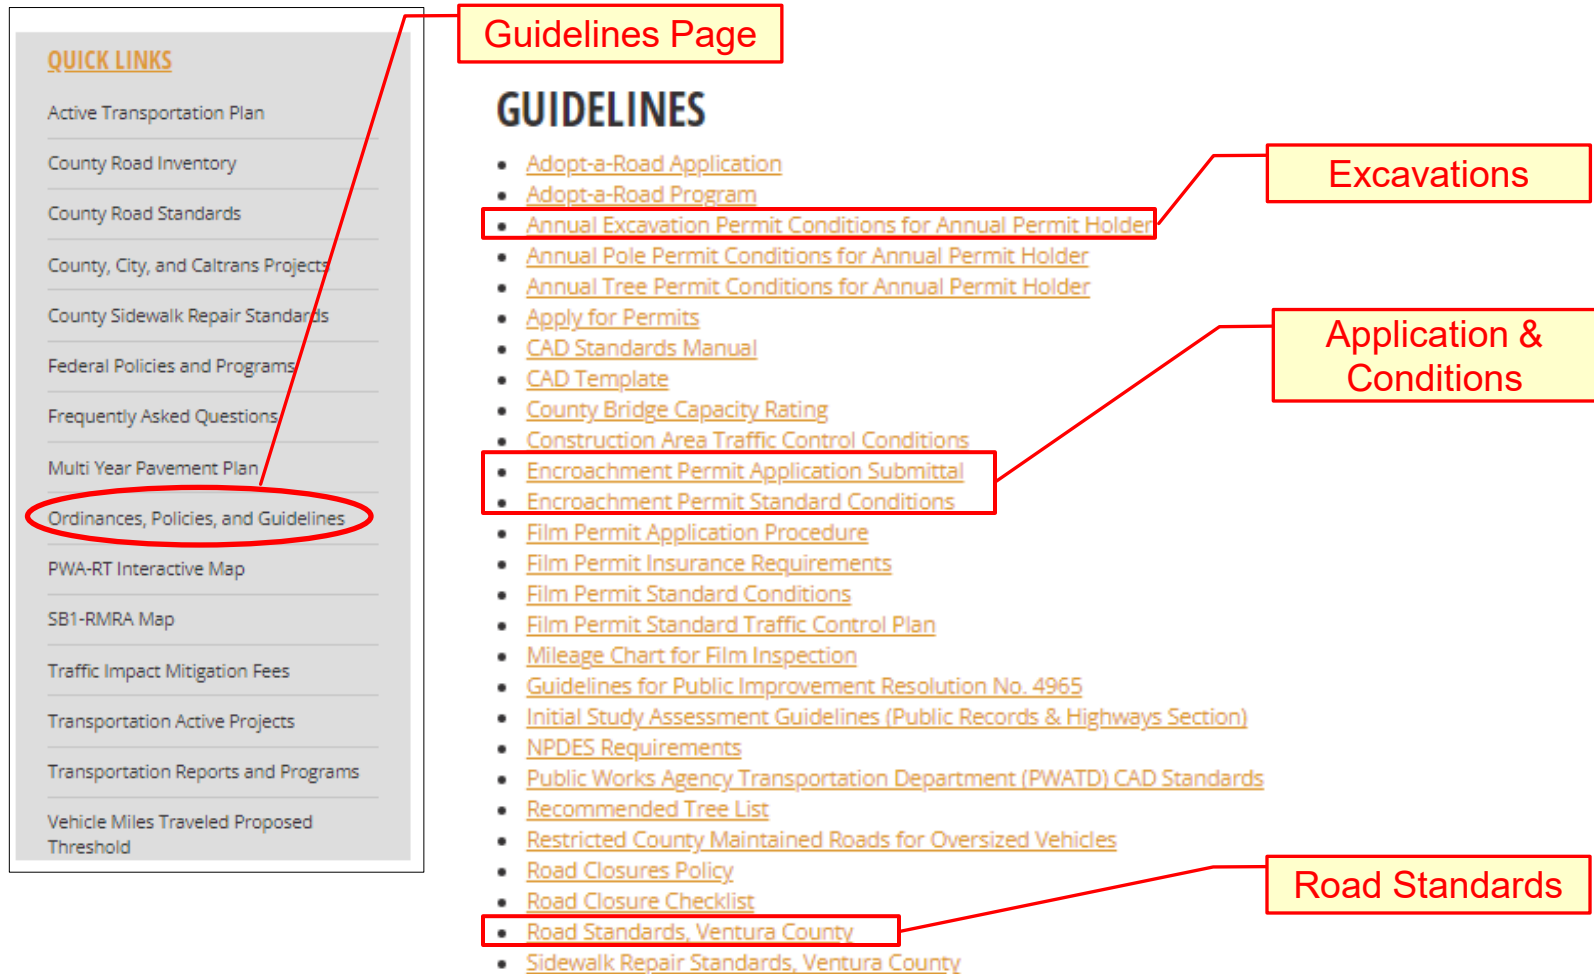 Guidelines Page
QUICK LINKS
Active Transportation Plan
County Road Inventory
County Road Standards
County, City, and Caltrans Projects
County Sidewalk Repair Standards
Federal Policies and Programs
Frequently Asked Questions
Multi Year Pavement Plan
Ordinances, Policies, and Guidelines
PWA-RT Interactive Map
SB1-RMRA Map
Traffic Impact Mitigation Fees
Transportation Active Projects
Transportation Reports and Programs
Vehicle Miles Traveled Proposed
Threshold
GUIDELINES
Adopt-a-Road Application
Adopt-a-Road Program
Annual Excavation Permit Conditions for Annual Permit Holder
Annual Pole Permit Conditions for Annual Permit Holder
Annual Tree Permit Conditions for Annual Permit Holder
Apply for Permits
CAD Standards Manual
CAD Template
County Bridge Capacity Rating
Construction Area Traffic Control Conditions
Encroachment Permit Application Submittal
Encroachment Permit Standard Conditions
Film Permit Application Procedure
Film Permit Insurance Requirements
Film Permit Standard Conditions
Film Permit Standard Traffic Control Plan
Mileage Chart for Film Inspection
Guidelines for Public Improvement Resolution No. 4965
Initial Study Assessment Guidelines (Public Records & Highways Section)
NPDES Requirements
Public Works Agency Transportation Department (PWATD) CAD Standards
Recommended Tree List
Restricted County Maintained Roads for Oversized Vehicles
Road Closures Policy
Road Closure Checklist
Road Standards, Ventura County
Sidewalk Repair Standards, Ventura County
Excavations
Application &
Conditions
Road Standards